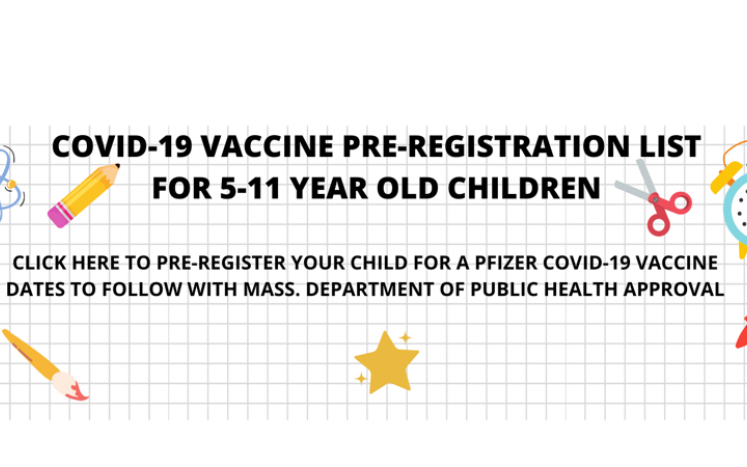 COVID-19 VACCINE PRE-REGISTRATION LIST
FOR 5-11 YEAR OLD CHILDREN
CLICK HERE TO PRE-REGISTER YOUR CHILD FOR A PFIZER COVID-19 VACCINE
DATES TO FOLLOW WITH MASS. DEPARTMENT OF PUBLIC HEALTH APPROVAL